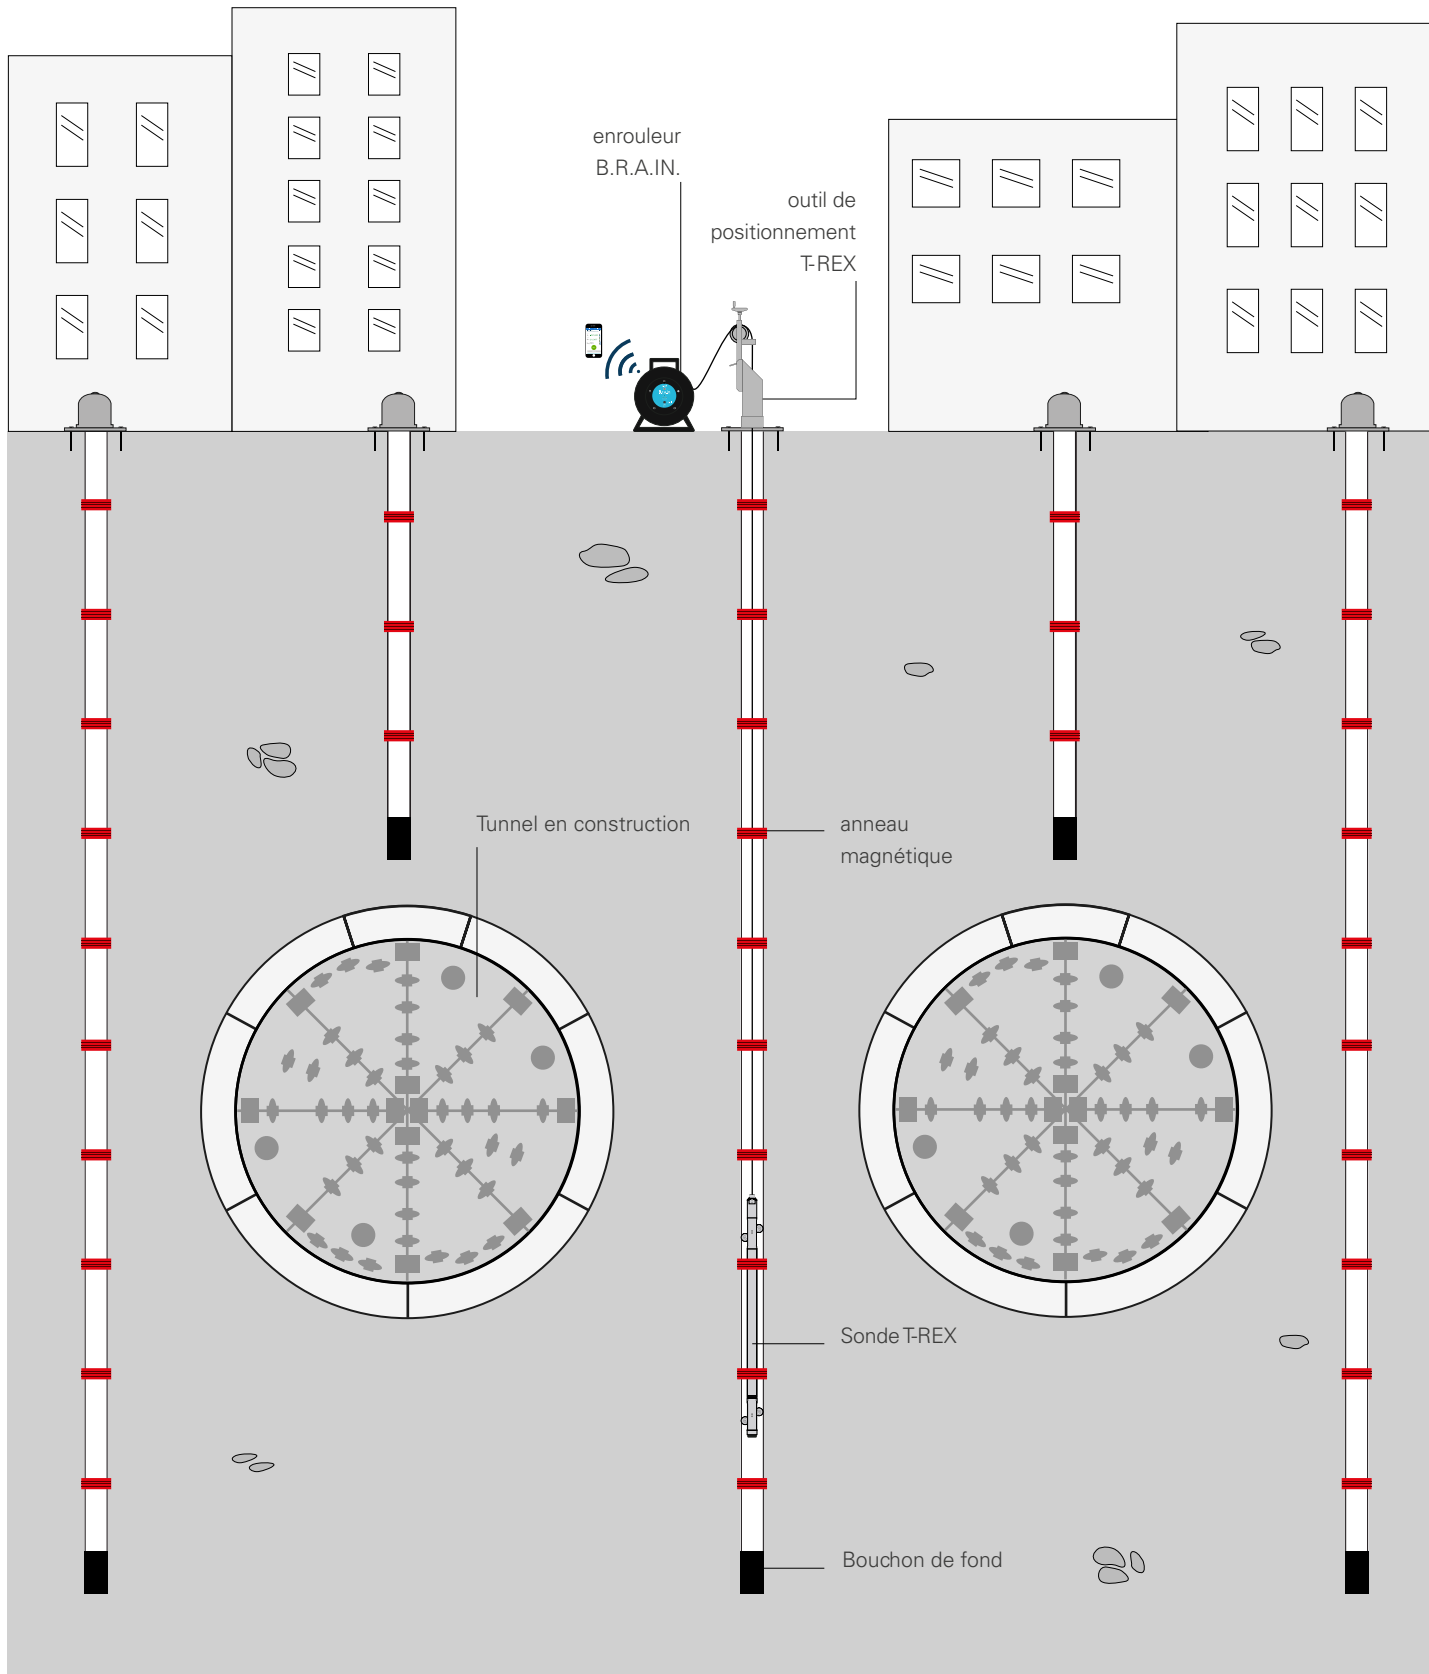 enrouleur
B.R.A.IN.
outil de
positionnement
T-REX
Tunnel en construction
anneau
magnétique
Sonde T-REX
Bouchon de fond